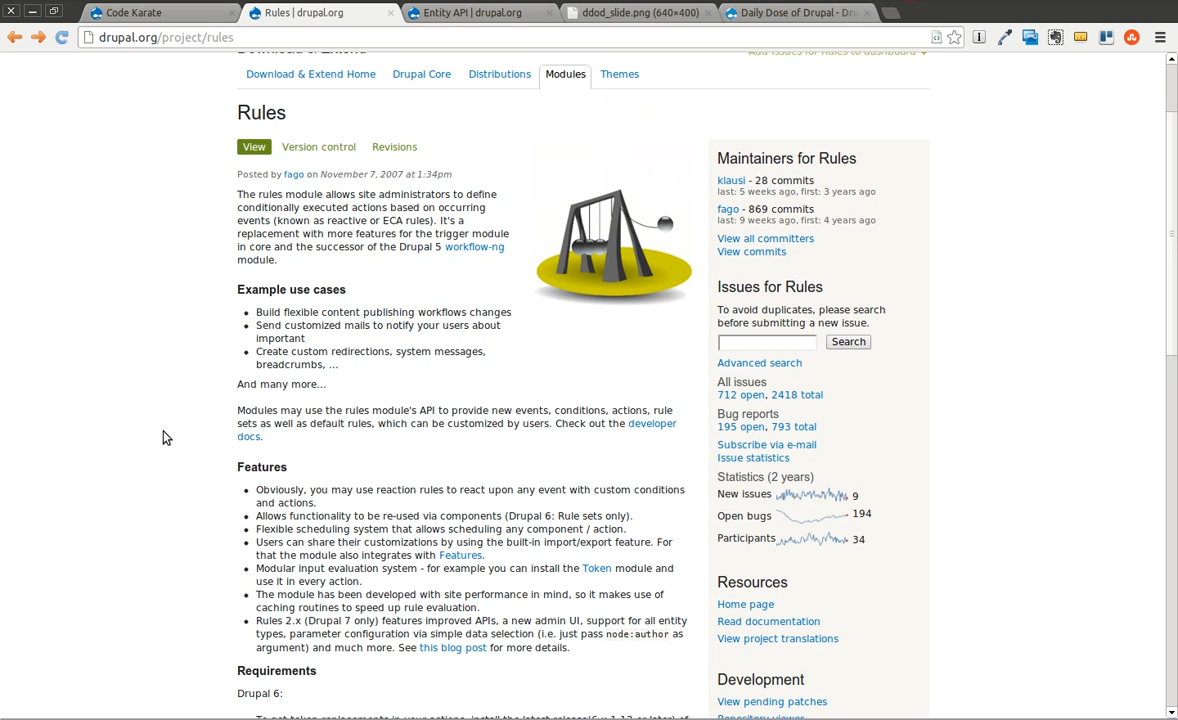 Code Karate
Rules | drupal.org
Entity API | drupal.org
ddod_slide.png (640×400)
Daily Dose of Drupal - Dru
drupal.org/project/rules
Download & Extend
Add issues for Rules to dashboard
Download & Extend Home
Drupal Core
Distributions
Modules
Themes
Rules
View
Version control
Revisions
Posted by fago on November 7, 2007 at 1:34pm
The rules module allows site administrators to define
conditionally executed actions based on occurring
events (known as reactive or ECA rules). It's a
replacement with more features for the trigger module
in core and the successor of the Drupal 5 workflow-ng
module.
Example use cases
Build flexible content publishing workflows changes
Send customized mails to notify your users about
important
Create custom redirections, system messages,
breadcrumbs, ...
And many more...
Modules may use the rules module's API to provide new events, conditions, actions, rule
sets as well as default rules, which can be customized by users. Check out the developer
docs.
Features
Obviously, you may use reaction rules to react upon any event with custom conditions
and actions.
Allows functionality to be re-used via components (Drupal 6: Rule sets only).
Flexible scheduling system that allows scheduling any component / action.
Users can share their customizations by using the built-in import/export feature. For
that the module also integrates with Features.
Modular input evaluation system - for example you can install the Token module and
use it in every action.
The module has been developed with site performance in mind, so it makes use of
caching routines to speed up rule evaluation.
Rules 2.x (Drupal 7 only) features improved APIs, a new admin UI, support for all entity
types, parameter configuration via simple data selection (i.e. just pass node:author as
argument) and much more. See this blog post for more details.
Requirements
Drupal 6:
To get token replacements in your actions, install the latest release(6.x-1.12 or later) of
Maintainers for Rules
klausi - 28 commits
last: 5 weeks ago, first: 3 years ago
fago - 869 commits
last: 9 weeks ago, first: 4 years ago
View all committers
View commits
Issues for Rules
To avoid duplicates, please search
before submitting a new issue.
Search
Advanced search
All issues
712 open, 2418 total
Bug reports
195 open, 793 total
Subscribe via e-mail
Issue statistics
Statistics (2 years)
New issues 9
Open bugs 194
Participants 34
Resources
Home page
Read documentation
View project translations
Development
View pending patches
Repository viewer